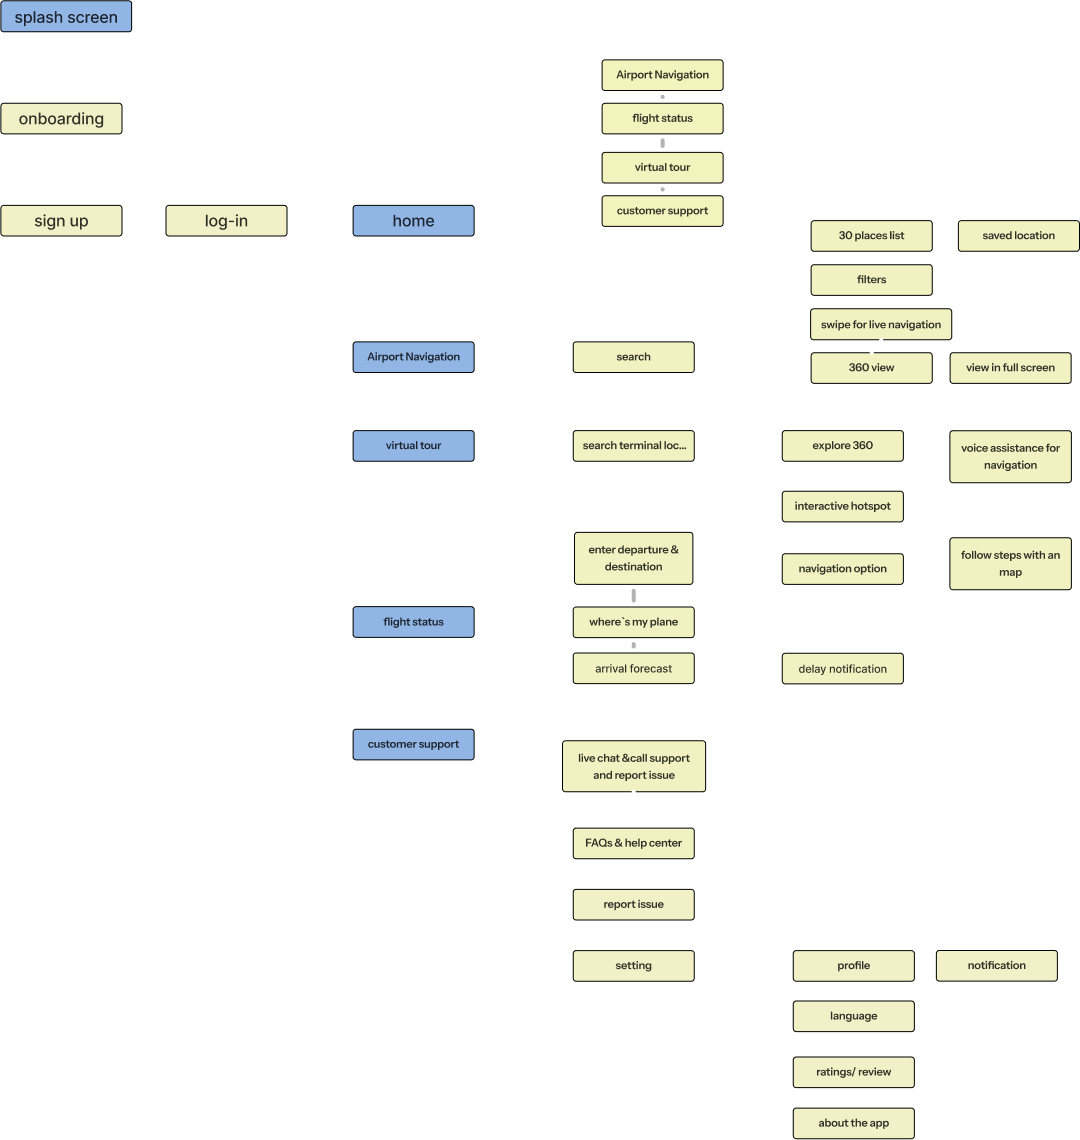 splash screen
Airport Navigation
onboarding
flight status
virtual tour
customer support
sign up
log-in
home
30 places list
saved location
filters
swipe for live navigation
Airport Navigation
search
360 view
view in full screen
virtual tour
search terminal loc...
explore 360
voice assistance for
navigation
interactive hotspot
enter departure &
destination
navigation option
follow steps with an
map
flight status
where`s my plane
arrival forecast
delay notification
customer support
live chat &call support
and report issue
FAQs & help center
report issue
setting
profile
notification
language
ratings/ review
about the app